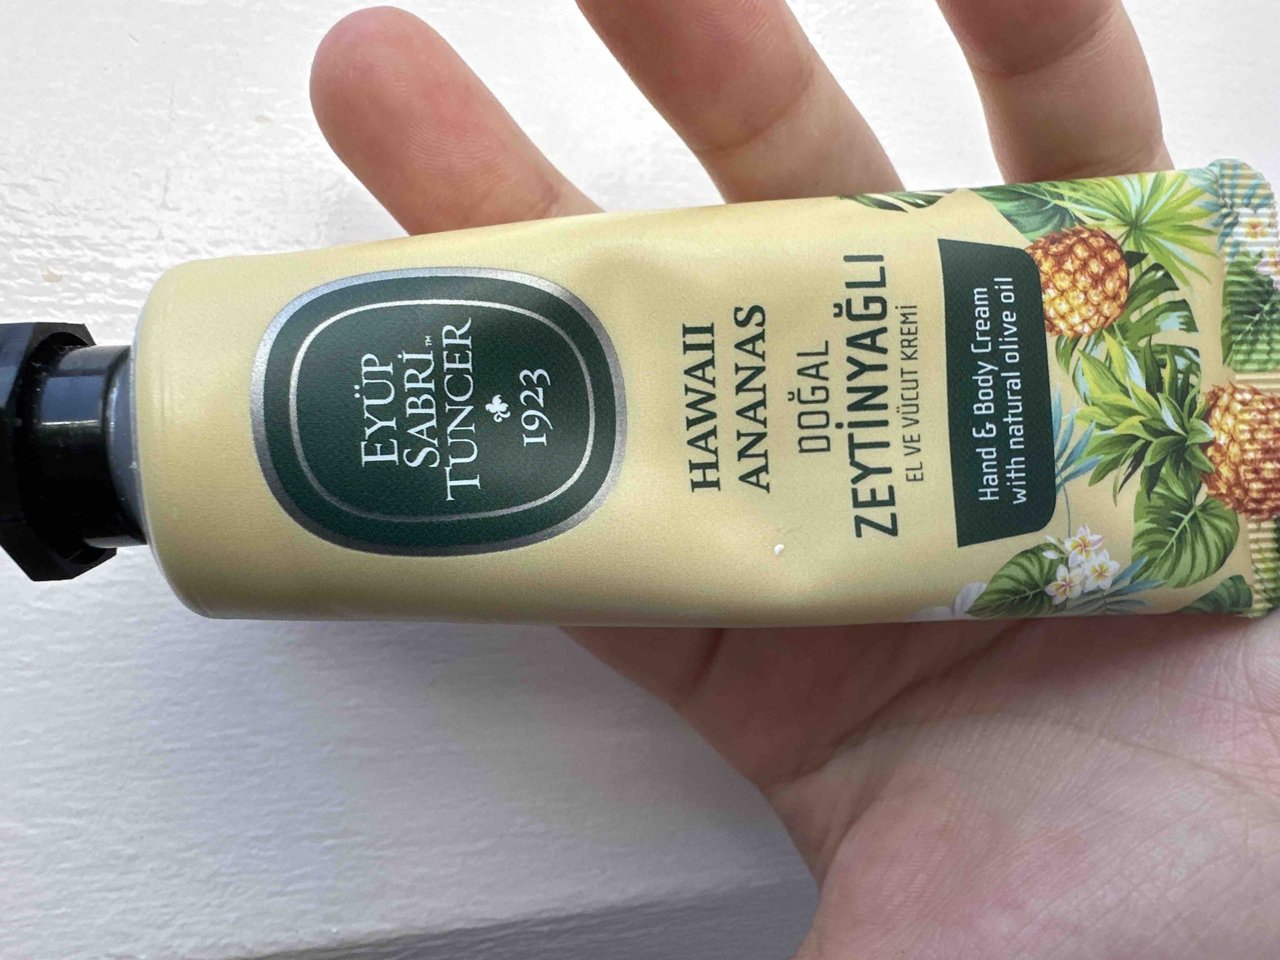 EYÜP
SABRİ™
TUNCER
1923
HAWAII
ANANAS
DOĞAL
ZEYTİNYAĞLI
EL VE VÜCUT KREMİ
Hand & Body Cream
with natural olive oil